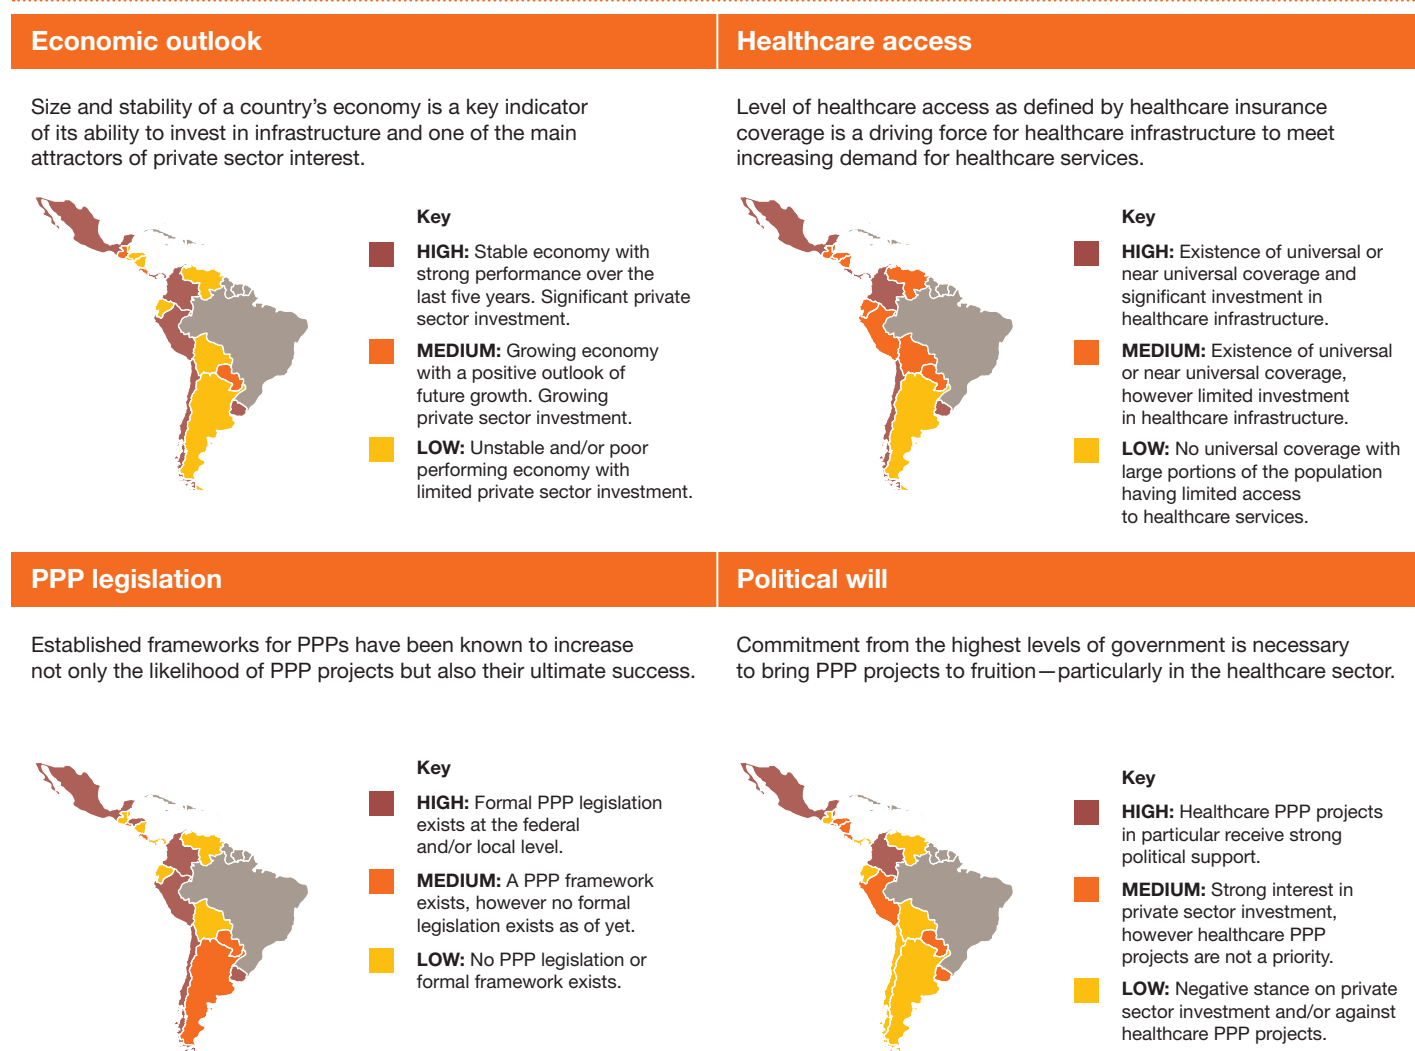 Economic outlook
Size and stability of a country's economy is a key indicator
of its ability to invest in infrastructure and one of the main
attractors of private sector interest.
Key
HIGH: Stable economy with
strong performance over the
last five years. Significant private
sector investment.
MEDIUM: Growing economy
with a positive outlook of
future growth. Growing
private sector investment.
LOW: Unstable and/or poor
performing economy with
limited private sector investment.
Healthcare access
Level of healthcare access as defined by healthcare insurance
coverage is a driving force for healthcare infrastructure to meet
increasing demand for healthcare services.
Key
HIGH: Existence of universal or
near universal coverage and
significant investment in
healthcare infrastructure.
MEDIUM: Existence of universal
or near universal coverage,
however limited investment
in healthcare infrastructure.
LOW: No universal coverage with
large portions of the population
having limited access
to healthcare services.
PPP legislation
Established frameworks for PPPs have been known to increase
not only the likelihood of PPP projects but also their ultimate success.
Key
HIGH: Formal PPP legislation
exists at the federal
and/or local level.
MEDIUM: A PPP framework
exists, however no formal
legislation exists as of yet.
LOW: No PPP legislation or
formal framework exists.
Political will
Commitment from the highest levels of government is necessary
to bring PPP projects to fruition—particularly in the healthcare sector.
Key
HIGH: Healthcare PPP projects
in particular receive strong
political support.
MEDIUM: Strong interest in
private sector investment,
however healthcare PPP
projects are not a priority.
LOW: Negative stance on private
sector investment and/or against
healthcare PPP projects.